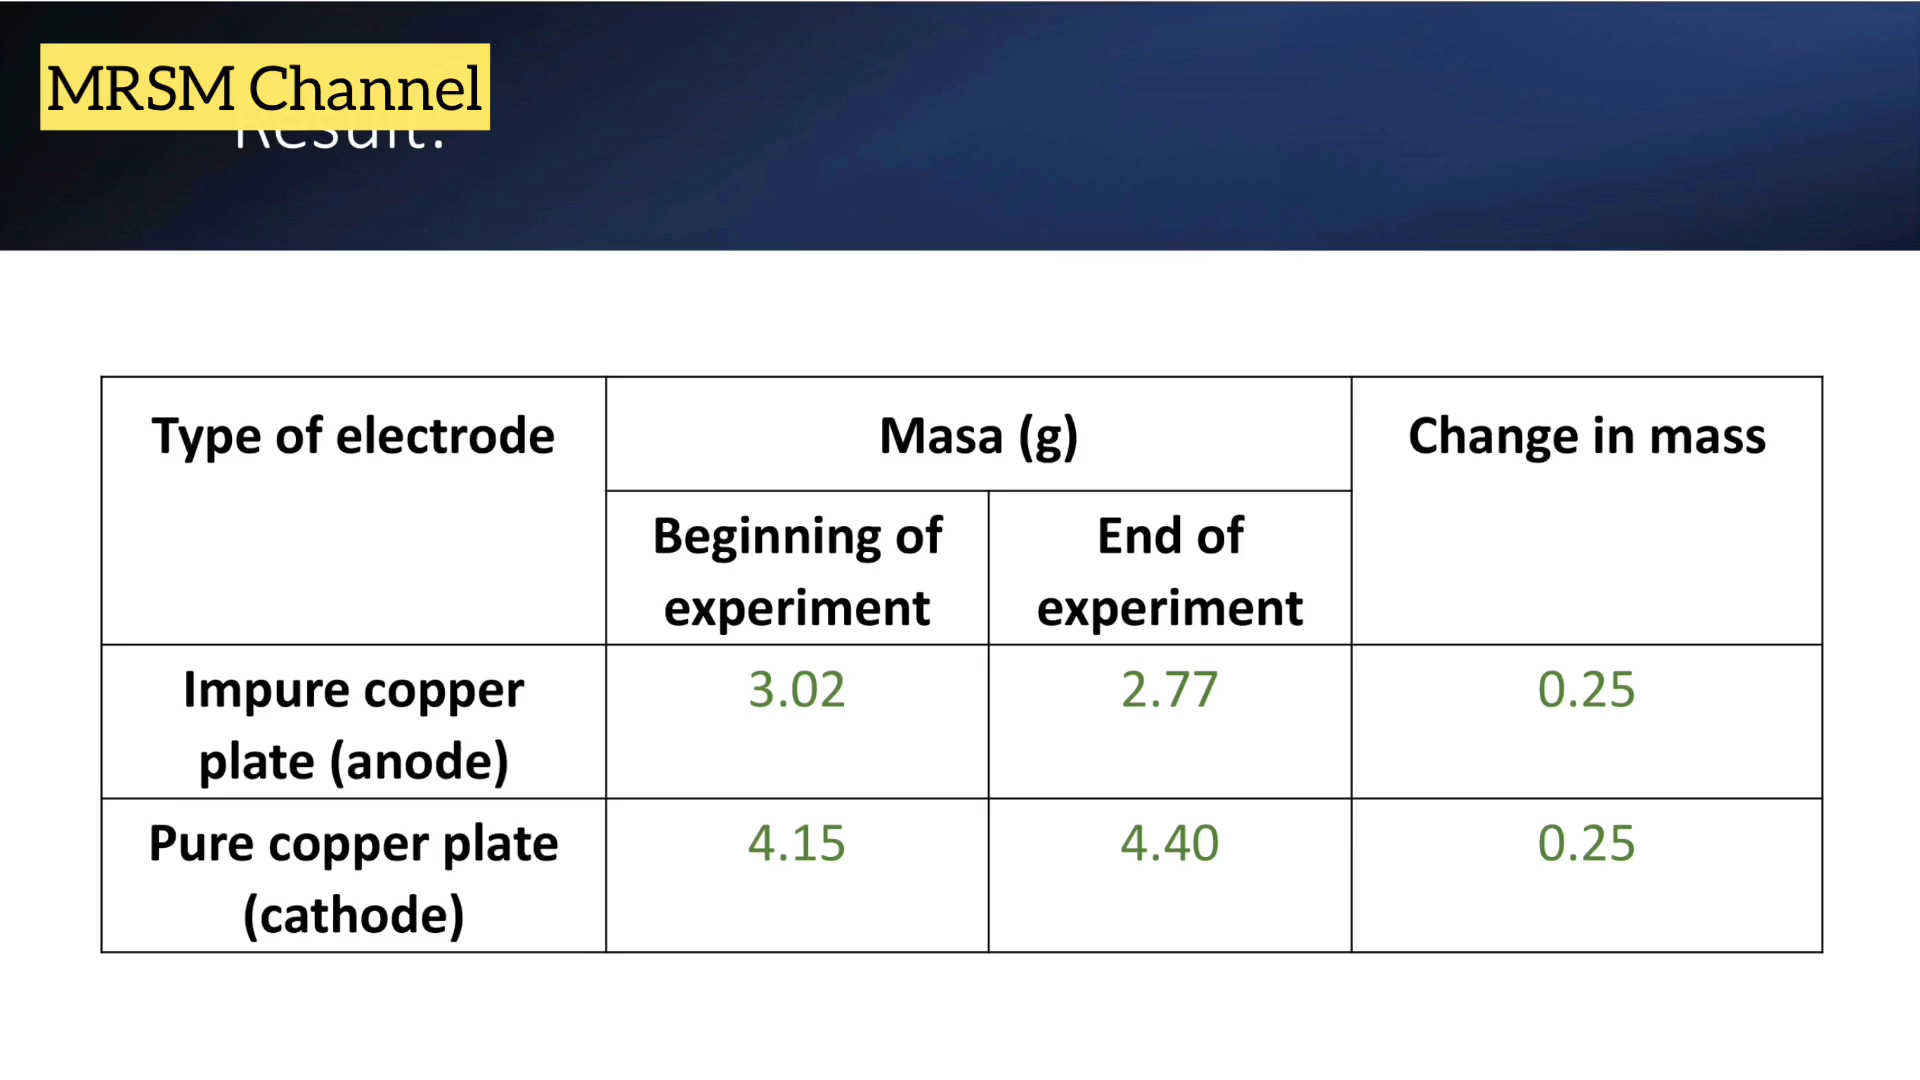 MRSM Channel
Result:
Type of electrode
Masa (g)
Change in mass
Beginning of
experiment
End of
experiment
Impure copper
plate (anode)
3.02
2.77
0.25
Pure copper plate
(cathode)
4.15
4.40
0.25